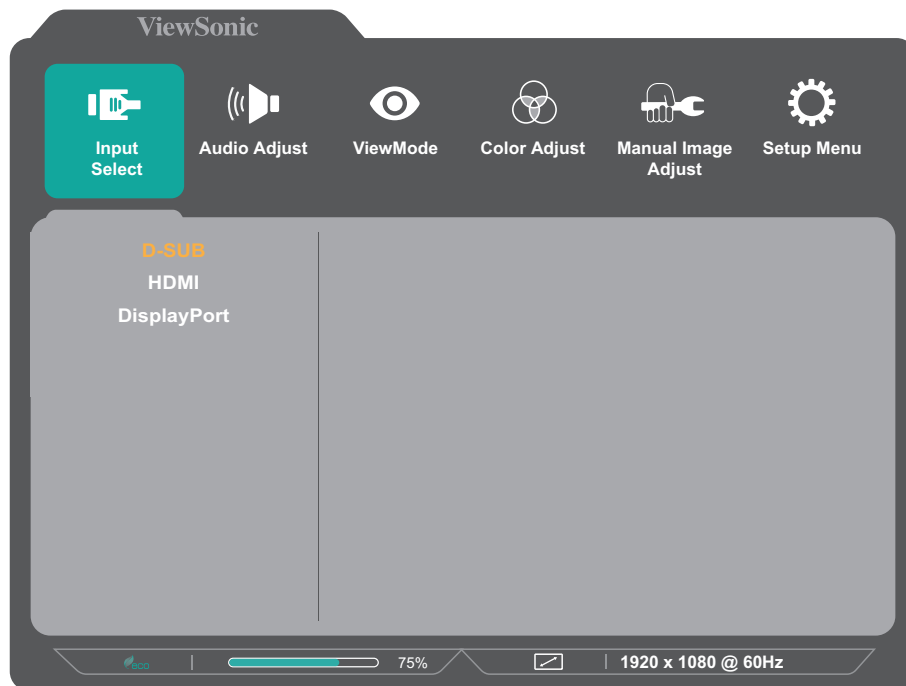 ViewSonic
Input
Select
Audio Adjust
ViewMode
Color Adjust
Manual Image
Adjust
Setup Menu
D-SUB
HDMI
DisplayPort
ECO
75%
1920 x 1080 @ 60Hz